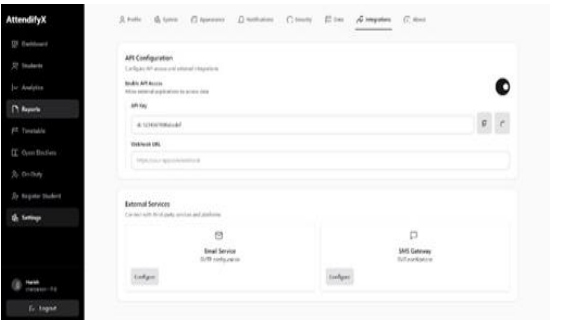 AttendifyX
Profile System Appearance Notifications Security Data Integrations About
Dashboard
Students
Analytics
Reports
Timetable
Open Electives
On-Duty
Register Student
Settings
API Configuration
Configure API access and external integrations
Enable API Access
Allow external applications to access data
API Key
Webhook URL
External Services
Connect with third-party services and platforms
Email Service
SMTP configuration
Configure
SMS Gateway
Configure
Harish
Logout